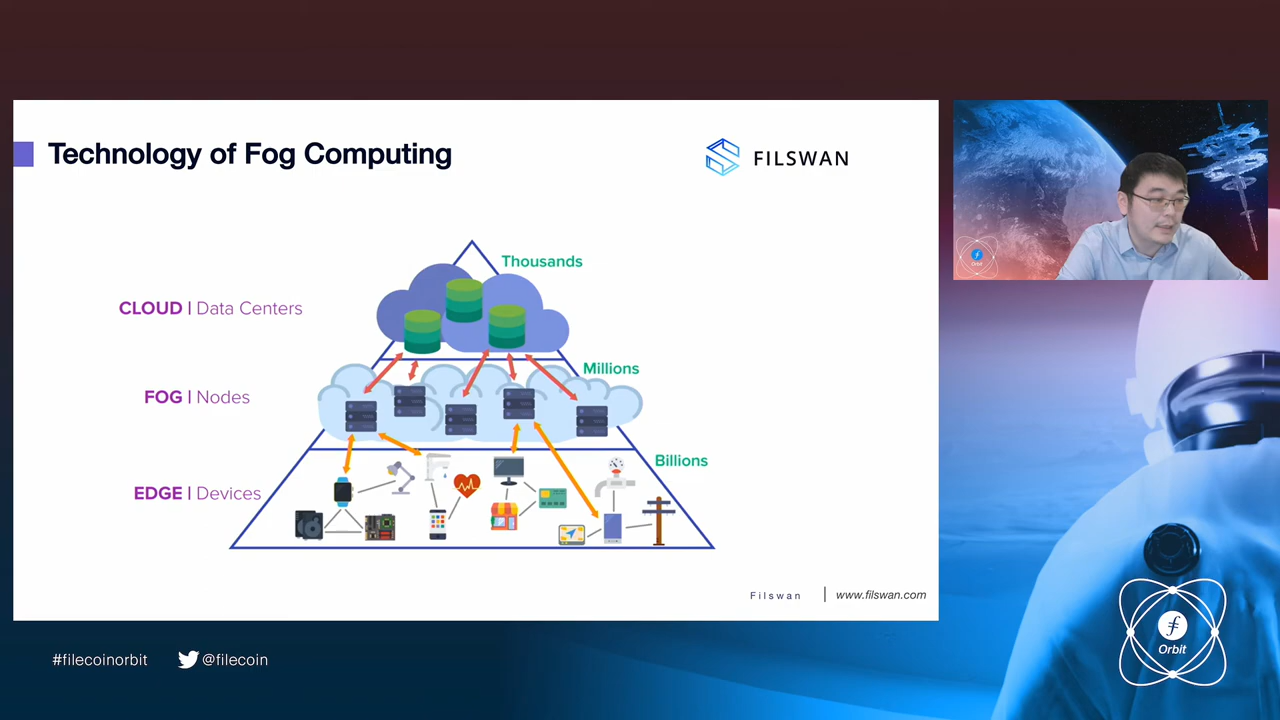 Technology of Fog Computing
FILSWAN
Thousands
CLOUD | Data Centers
Millions
FOG | Nodes
Billions
EDGE | Devices
Filswan | www.filswan.com
Orbit
#filecoinorbit
@filecoin
Orbit